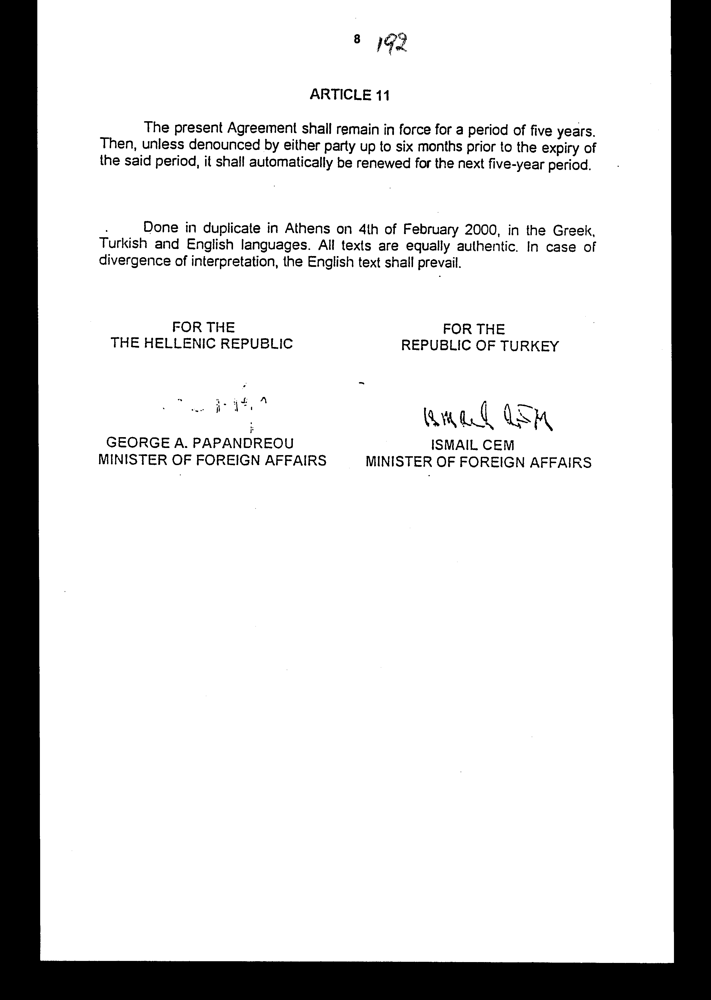 8 192
ARTICLE 11
The present Agreement shall remain in force for a period of five years.
Then, unless denounced by either party up to six months prior to the expiry of
the said period, it shall automatically be renewed for the next five-year period.
Done in duplicate in Athens on 4th of February 2000, in the Greek,
Turkish and English languages. All texts are equally authentic. In case of
divergence of interpretation, the English text shall prevail.
FOR THE
THE HELLENIC REPUBLIC
FOR THE
REPUBLIC OF TURKEY
Ismail Cem
GEORGE A. PAPANDREOU
MINISTER OF FOREIGN AFFAIRS
ISMAIL CEM
MINISTER OF FOREIGN AFFAIRS